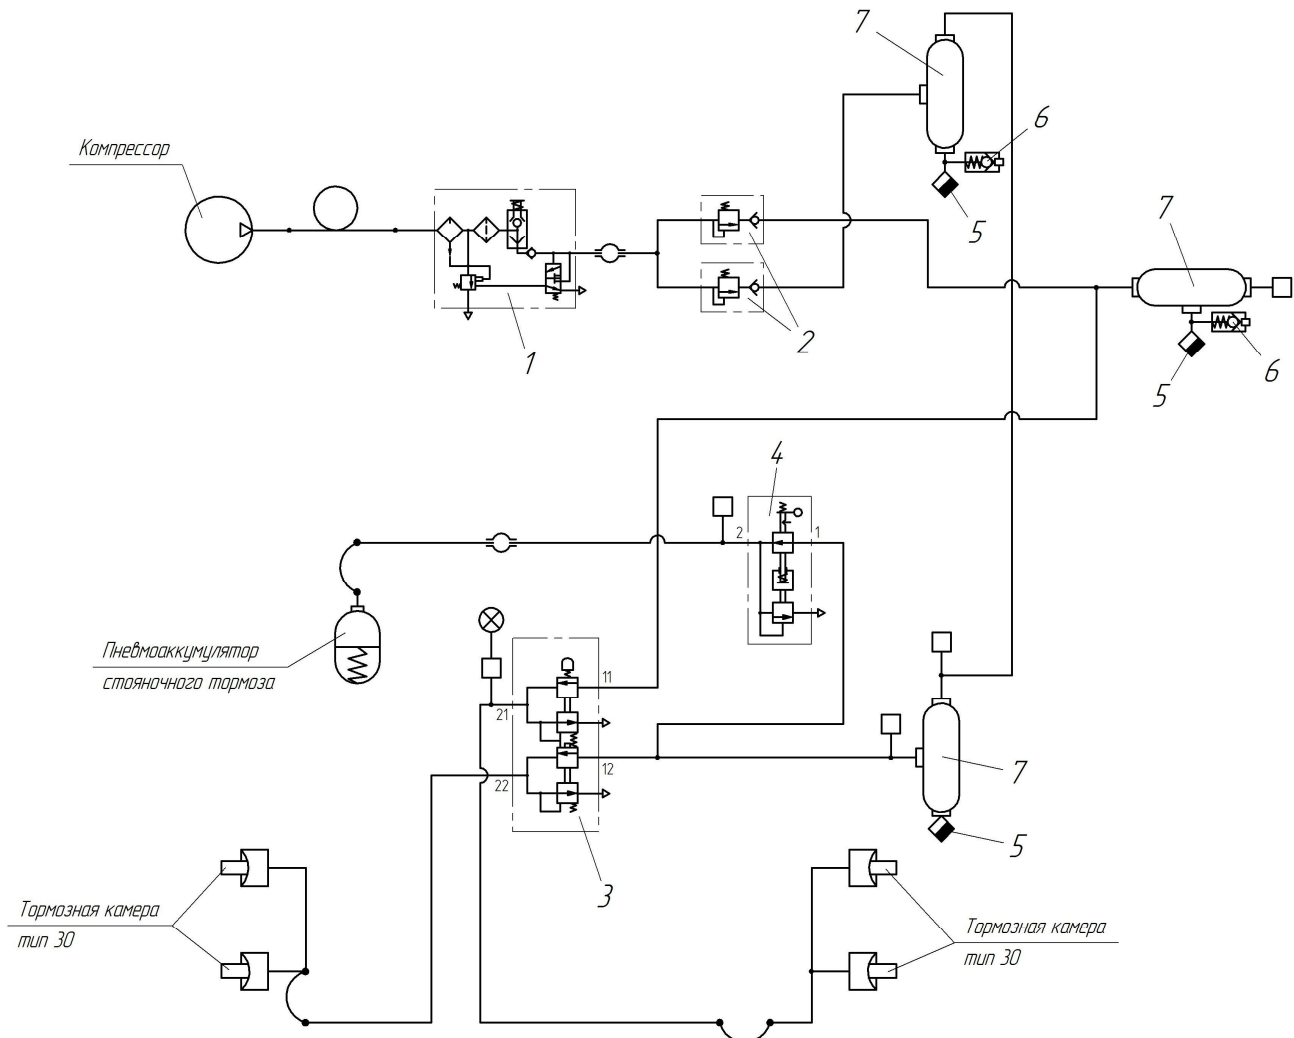 7
6
Компрессор
5
7
2
1
5
6
4
2
1
Пневмоаккумулятор
стояночного тормоза
11
21
12
22
7
5
3
Тормозная камера
тип 30
Тормозная камера
тип 30